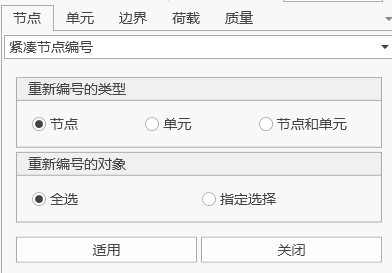 节点 单元 边界 荷载 质量
紧凑节点编号
重新编号的类型
节点 单元 节点和单元
重新编号的对象
全选 指定选择
适用 关闭